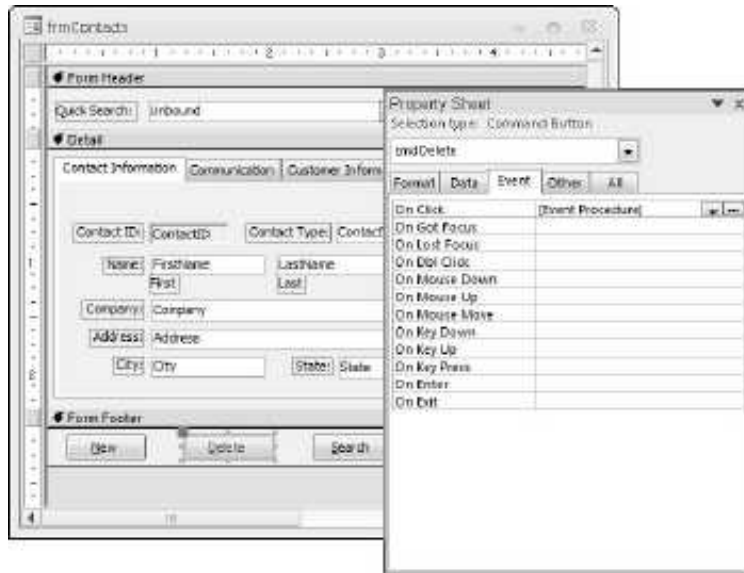 frmContacts
1 2 3 4
Form Header
Quick Search: Unbound
Detail
Contact Information Communication Customer Inform
Contact ID: ContactID Contact Type: Contact
Name: FirstName LastName
First Last
Company: Company
Address: Address
City: City State: State
Form Footer
New Delete Search
Property Sheet
Selection type: Command Button
cmdDelete
Format Data Event Other All
On Click [Event Procedure]
On Got Focus
On Lost Focus
On Dbl Click
On Mouse Down
On Mouse Up
On Mouse Move
On Key Down
On Key Up
On Key Press
On Enter
On Exit